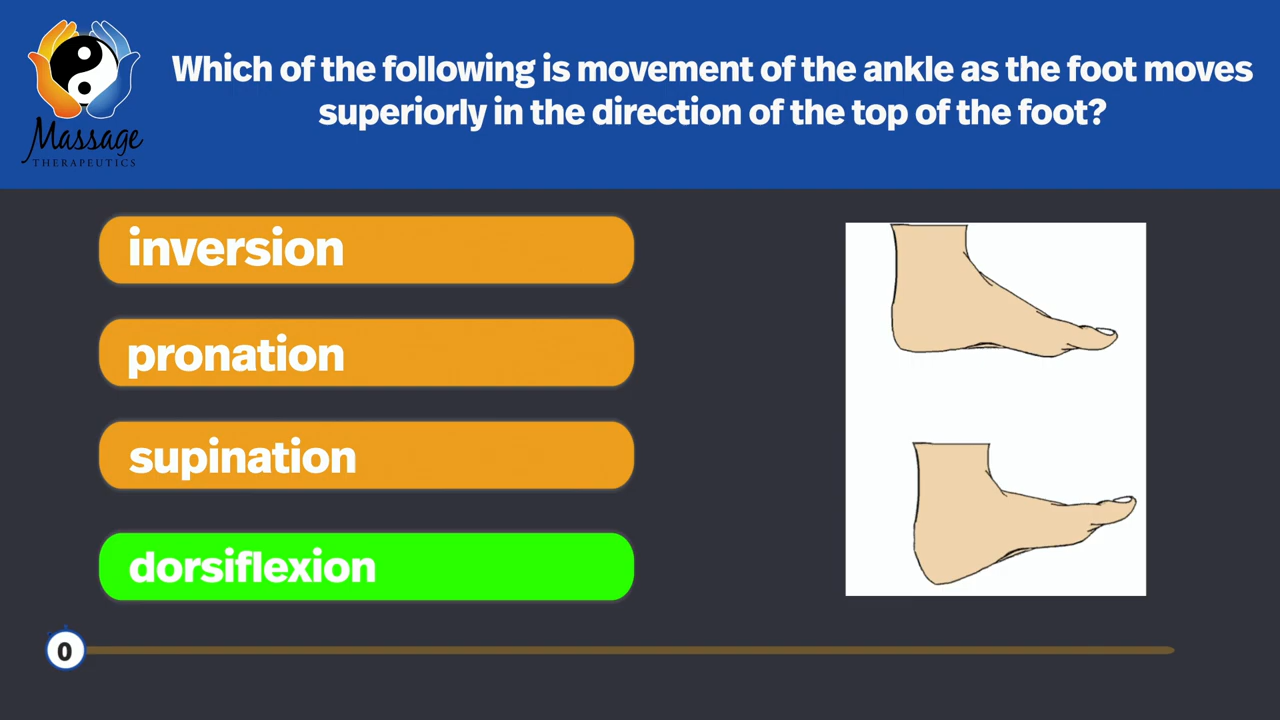 Massage
THERAPEUTICS
Which of the following is movement of the ankle as the foot moves
superiorly in the direction of the top of the foot?
inversion
pronation
supination
dorsiflexion
0